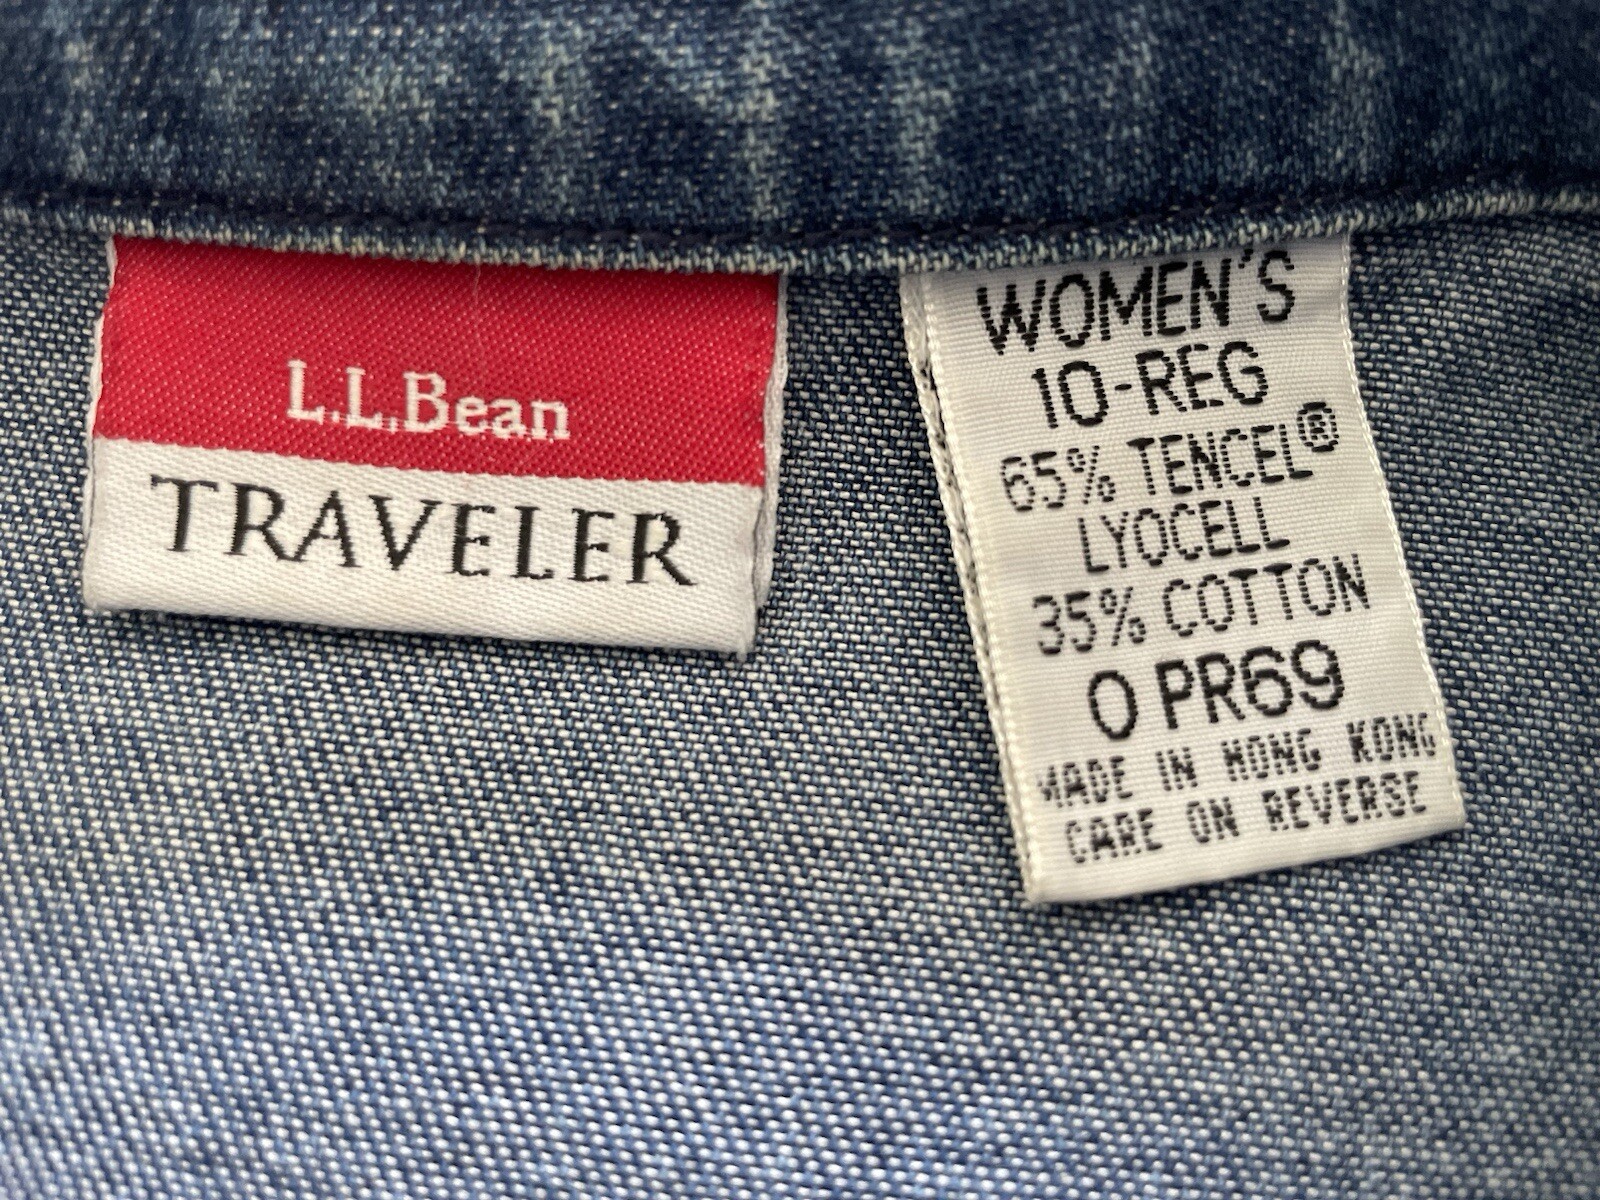 L.L.Bean
TRAVELER
WOMEN'S
10-REG
65% TENCEL®
LYOCELL
35% COTTON
0 PR69
MADE IN HONG KONG
CARE ON REVERSE